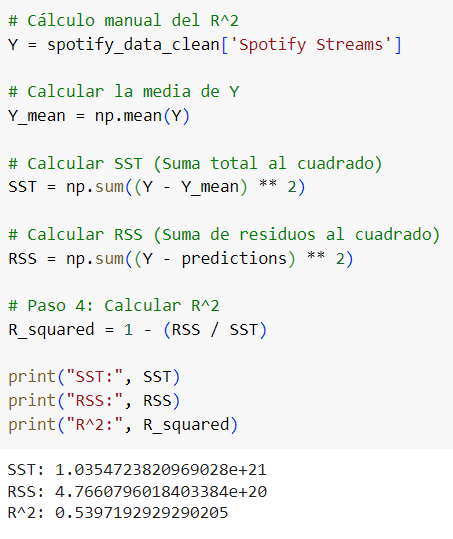 # Cálculo manual del R^2
Y = spotify_data_clean['Spotify Streams']
# Calcular la media de Y
Y_mean = np.mean(Y)
# Calcular SST (Suma total al cuadrado)
SST = np.sum((Y - Y_mean) ** 2)
# Calcular RSS (Suma de residuos al cuadrado)
RSS = np.sum((Y - predictions) ** 2)
# Paso 4: Calcular R^2
R_squared = 1 - (RSS / SST)
print("SST:", SST)
print("RSS:", RSS)
print("R^2:", R_squared)
SST: 1.0354723820969028e+21
RSS: 4.7660796018403384e+20
R^2: 0.5397192929290205